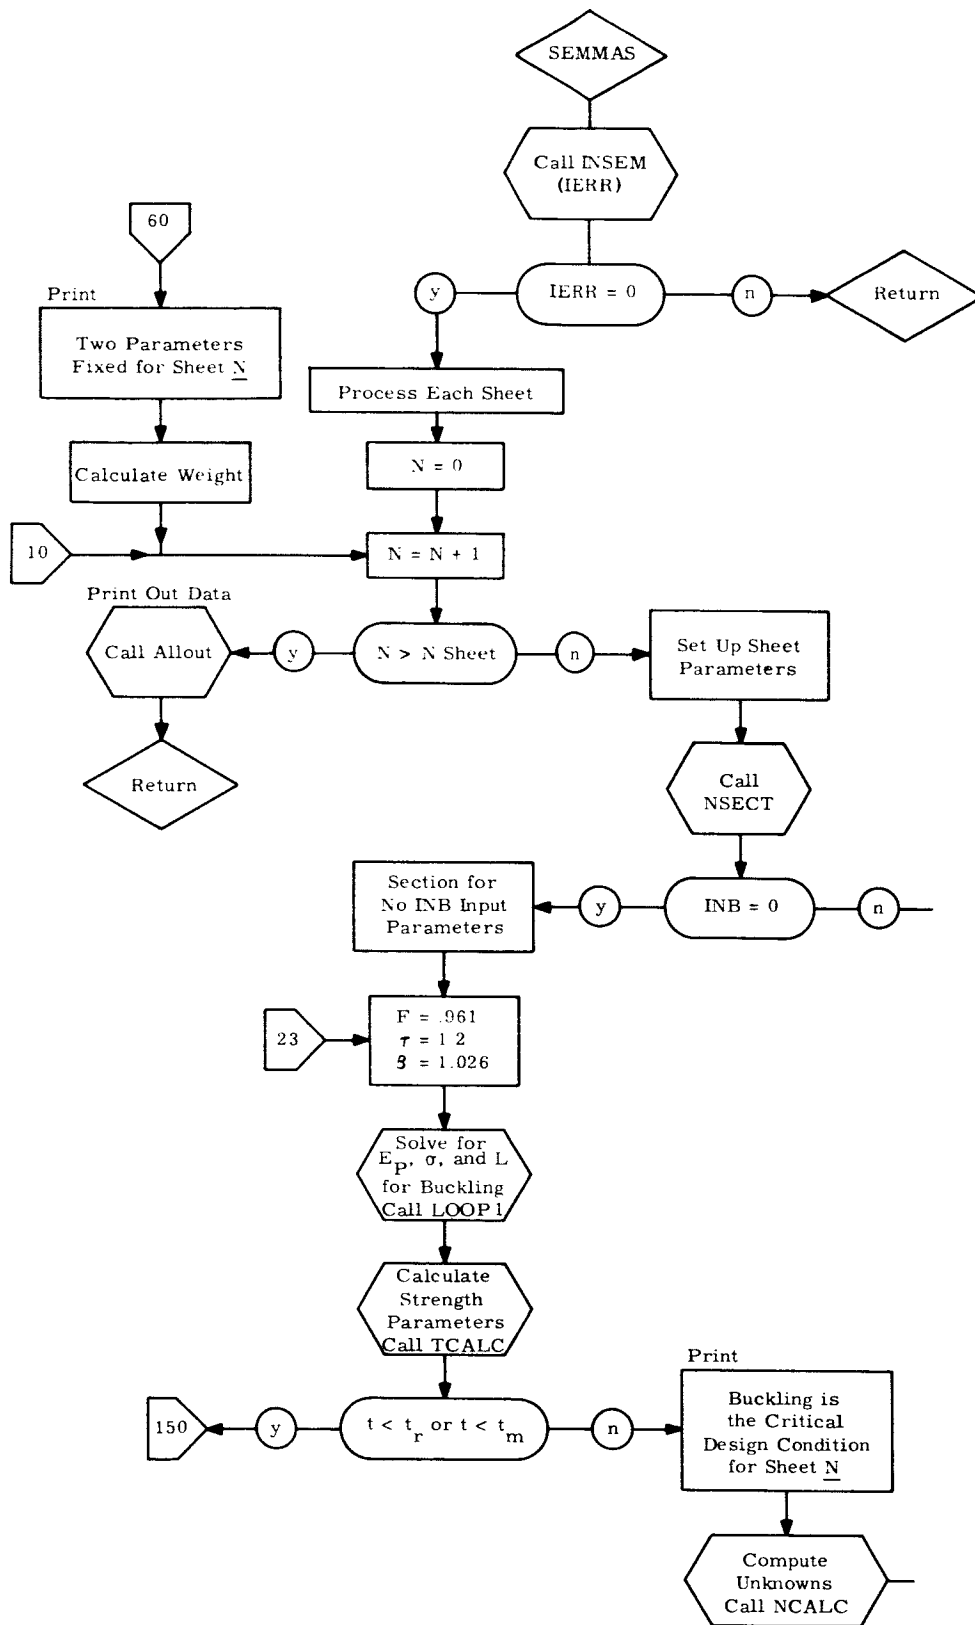 SEMMAS
Call INSEM
(IERR)
60
y
IERR = 0
n
Return
Print
Two Parameters
Fixed for Sheet N
Process Each Sheet
Calculate Weight
N = 0
10
N = N + 1
Print Out Data
Call Allout
y
N > N Sheet
n
Set Up Sheet
Parameters
Return
Call
NSECT
Section for
No INB Input
Parameters
y
INB = 0
n
23
F = .961
τ = 1 2
β = 1.026
Solve for
E_P, σ, and L
for Buckling
Call LOOP1
Calculate
Strength
Parameters
Call TCALC
150
y
t < t_r or t < t_m
n
Print
Buckling is
the Critical
Design Condition
for Sheet N
Compute
Unknowns
Call NCALC